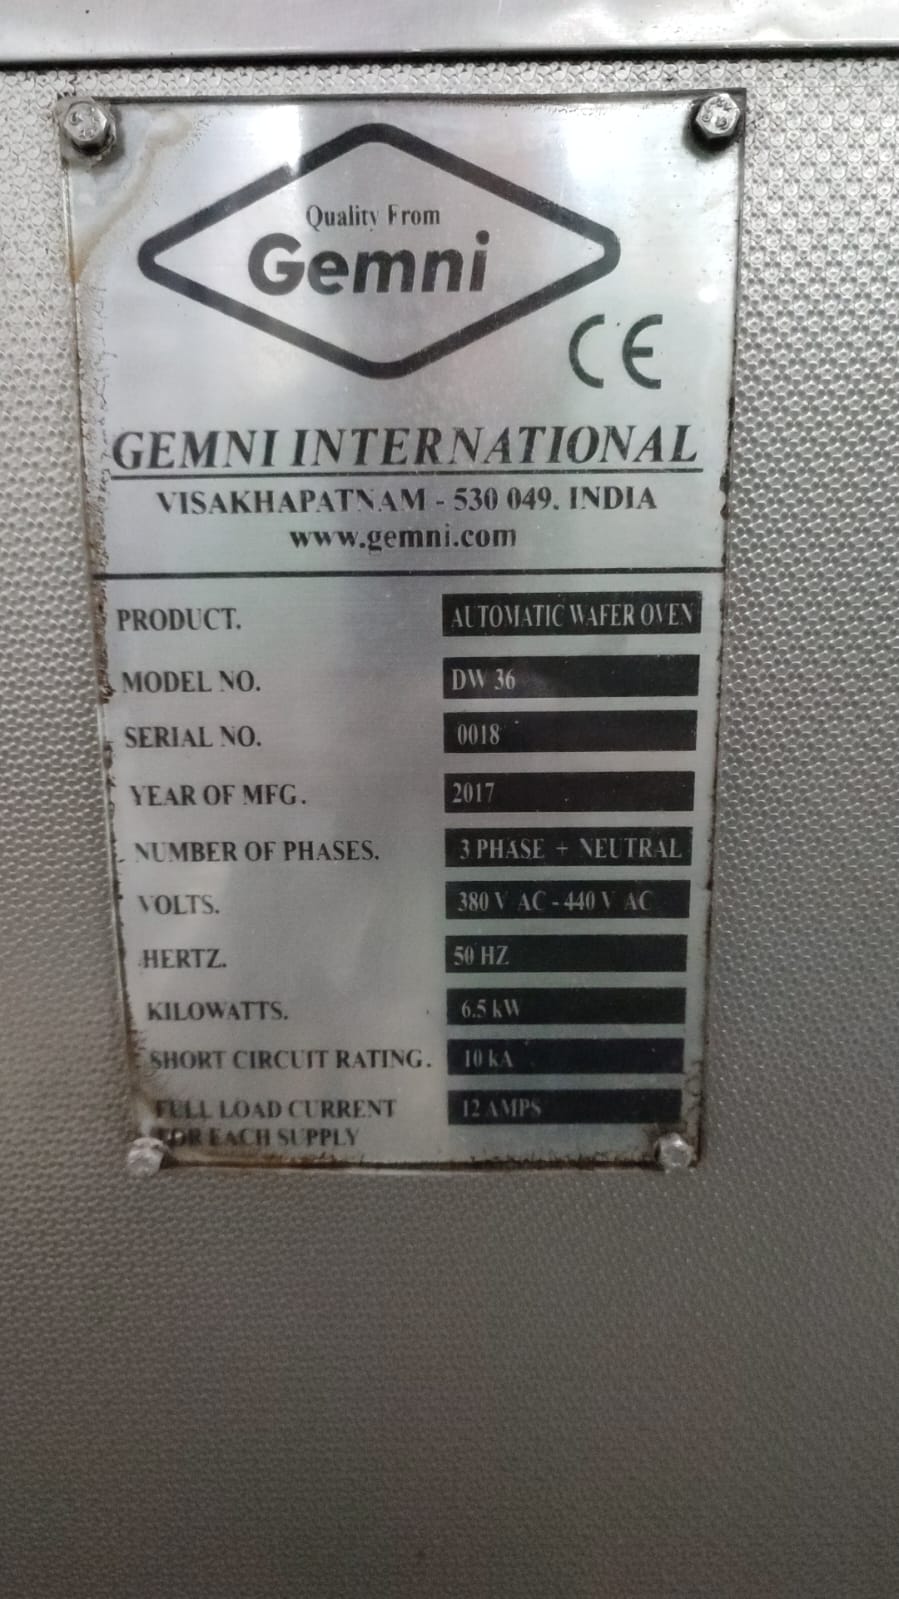 Quality From
Gemni
CE
GEMNI INTERNATIONAL
VISAKHAPATNAM - 530 049. INDIA
www.gemni.com
PRODUCT. AUTOMATIC WAFER OVEN
MODEL NO. DW 36
SERIAL NO. 0018
YEAR OF MFG. 2017
NUMBER OF PHASES. 3 PHASE + NEUTRAL
VOLTS. 380 V AC - 440 V AC
HERTZ. 50 HZ
KILOWATTS. 6.5 kW
SHORT CIRCUIT RATING. 10 kA
FULL LOAD CURRENT 12 AMPS
FOR EACH SUPPLY